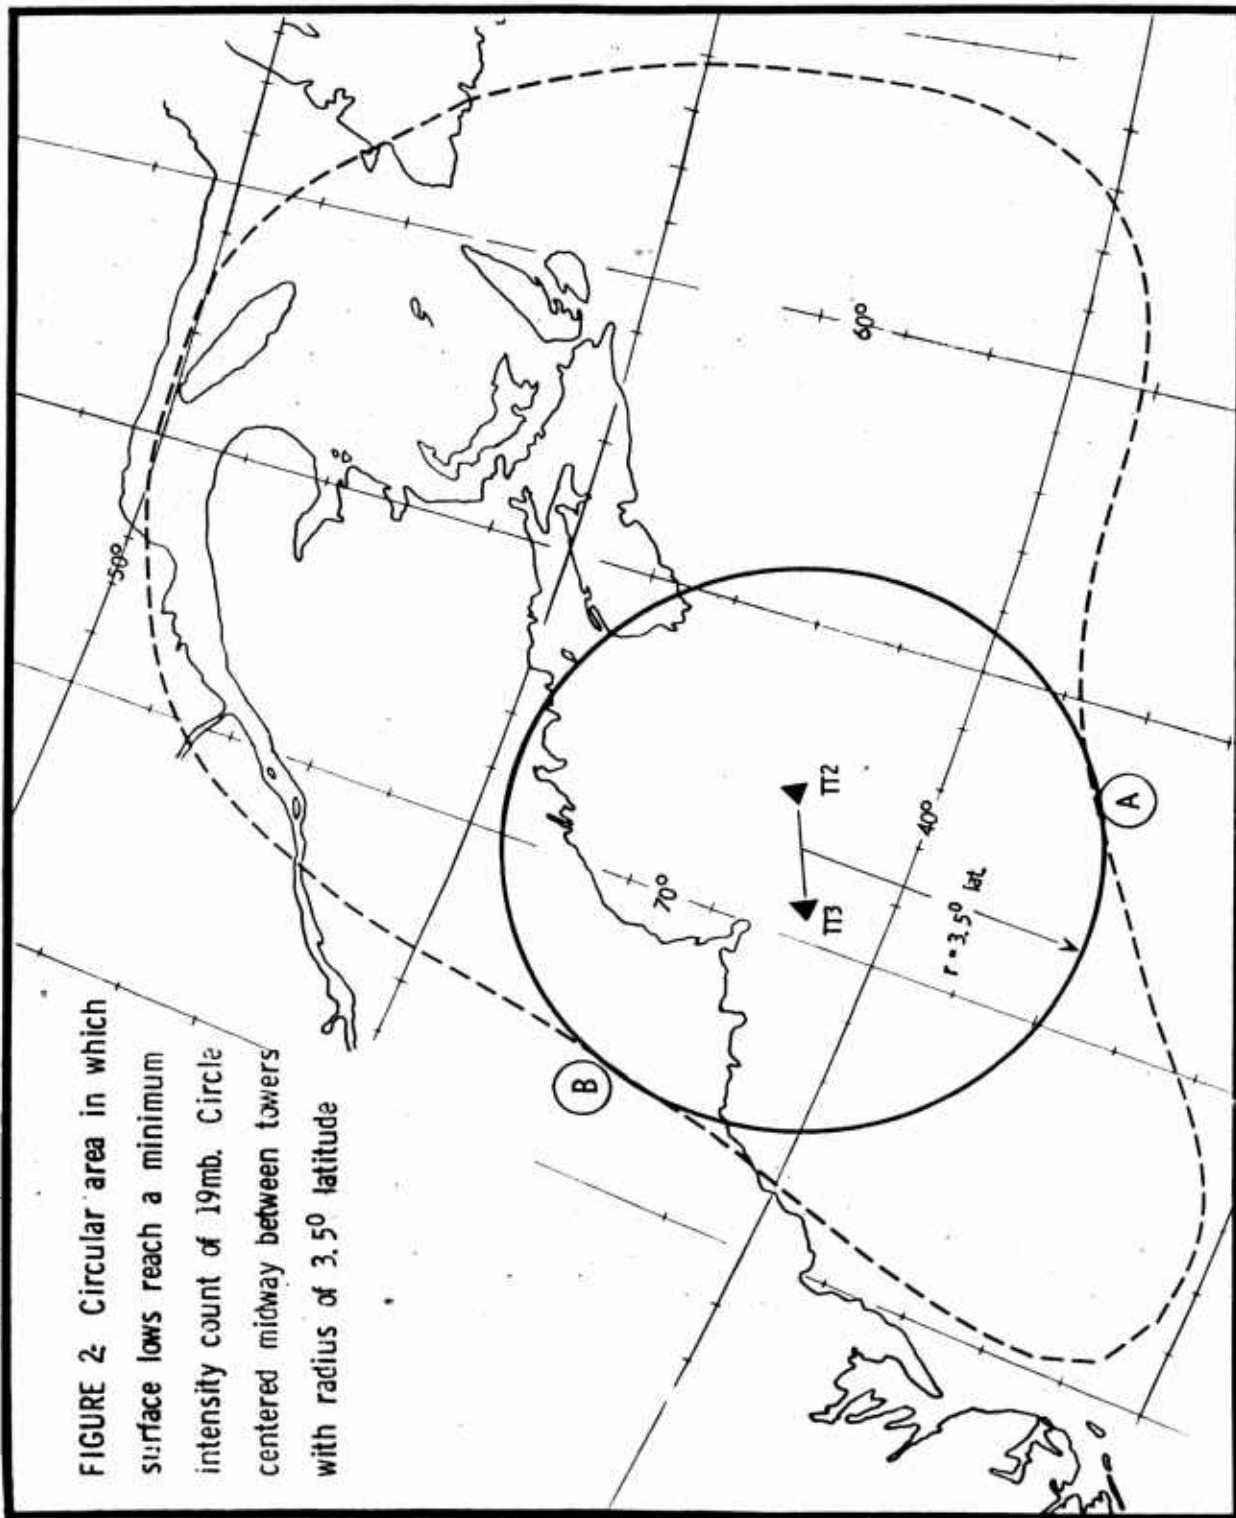 FIGURE 2: Circular area in which
surface lows reach a minimum
intensity count of 19mb. Circle
centered midway between towers
with radius of 3.5° latitude
50°
60°
70°
40°
TT2
TT3
r = 3.5° lat.
A
B